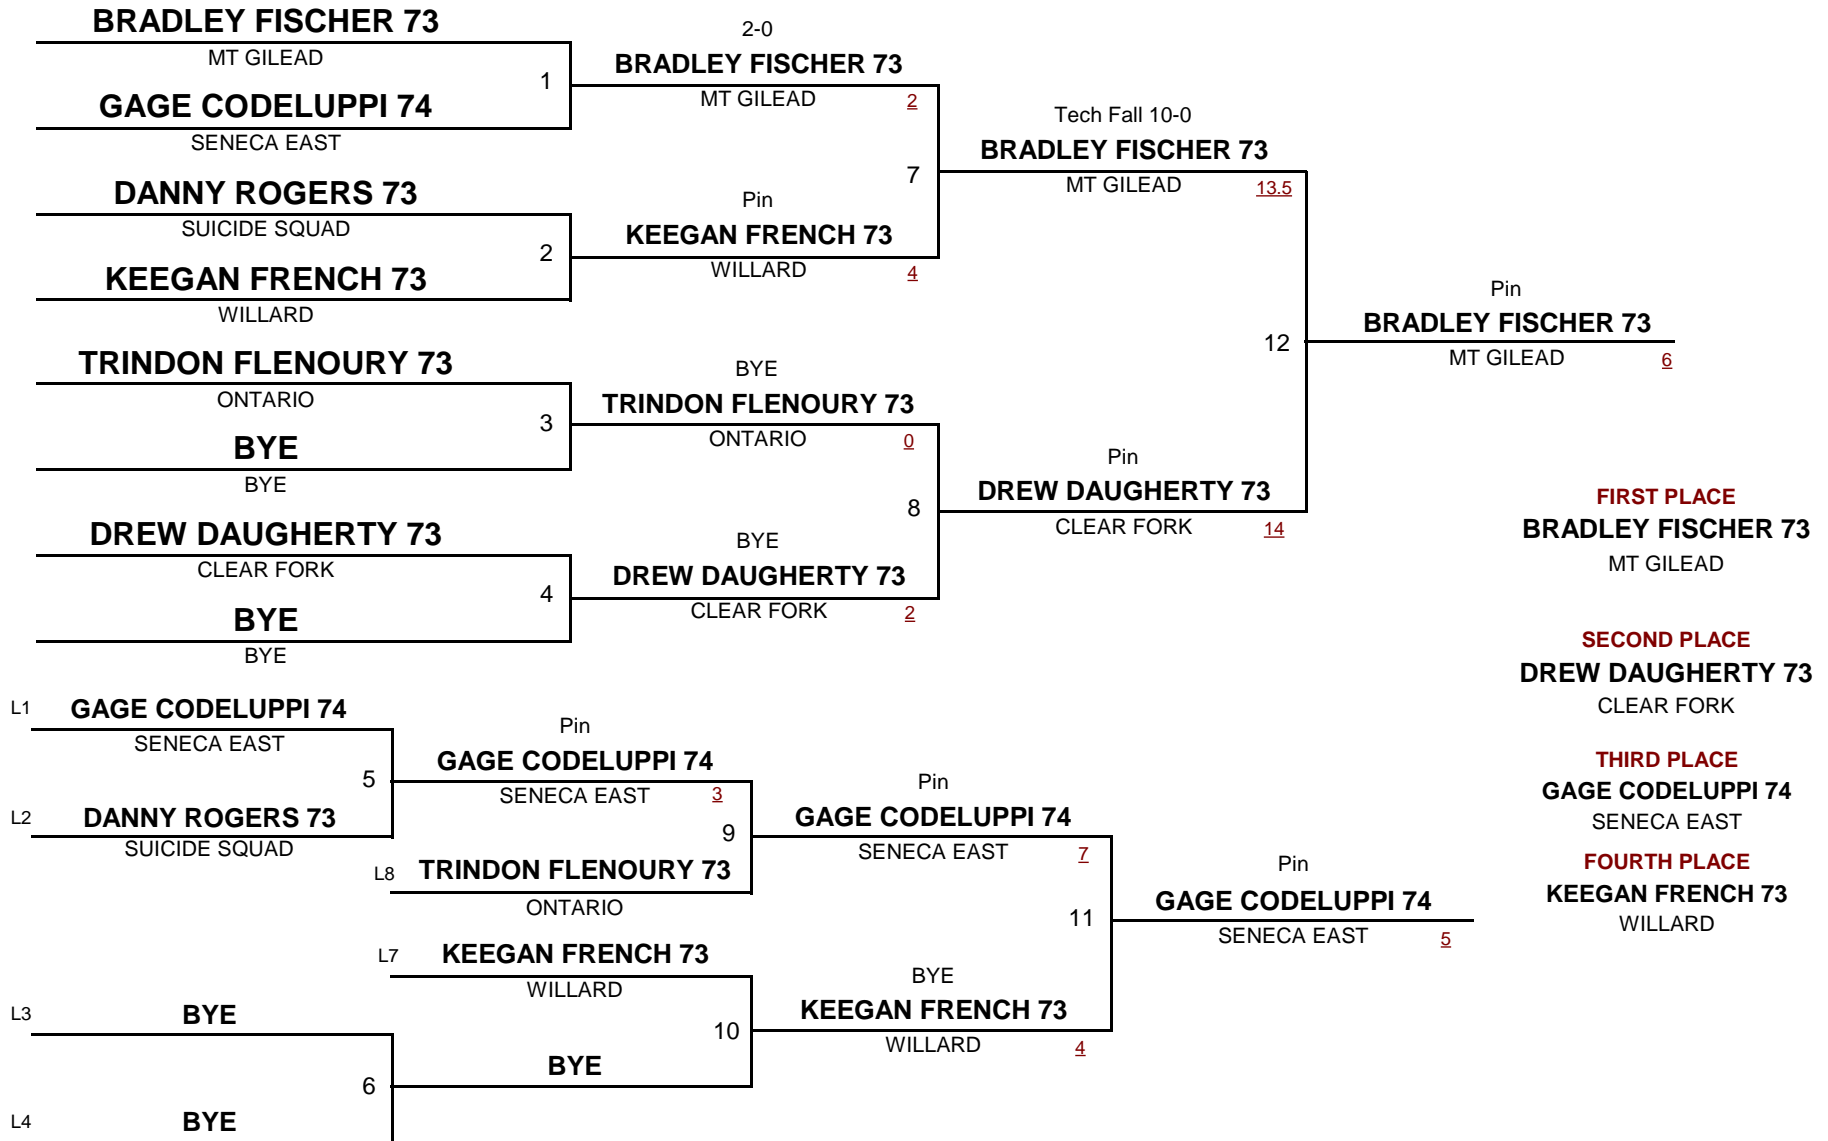 BRADLEY FISCHER 73
MT GILEAD
1
GAGE CODELUPPI 74
SENECA EAST
DANNY ROGERS 73
SUICIDE SQUAD
2
KEEGAN FRENCH 73
WILLARD
TRINDON FLENOURY 73
ONTARIO
3
BYE
BYE
DREW DAUGHERTY 73
CLEAR FORK
4
BYE
BYE
2-0
BRADLEY FISCHER 73
MT GILEAD 2
7
Pin
KEEGAN FRENCH 73
WILLARD 4
BYE
TRINDON FLENOURY 73
ONTARIO 0
8
BYE
DREW DAUGHERTY 73
CLEAR FORK 2
Tech Fall 10-0
BRADLEY FISCHER 73
MT GILEAD 13.5
12
Pin
DREW DAUGHERTY 73
CLEAR FORK 14
Pin
BRADLEY FISCHER 73
MT GILEAD 6
FIRST PLACE
BRADLEY FISCHER 73
MT GILEAD
SECOND PLACE
DREW DAUGHERTY 73
CLEAR FORK
THIRD PLACE
GAGE CODELUPPI 74
SENECA EAST
FOURTH PLACE
KEEGAN FRENCH 73
WILLARD
L1 GAGE CODELUPPI 74
SENECA EAST
5
L2 DANNY ROGERS 73
SUICIDE SQUAD
L3 BYE
6
L4 BYE
Pin
GAGE CODELUPPI 74
SENECA EAST 3
9
L8 TRINDON FLENOURY 73
ONTARIO
L7 KEEGAN FRENCH 73
WILLARD
10
BYE
Pin
GAGE CODELUPPI 74
SENECA EAST 7
11
BYE
KEEGAN FRENCH 73
WILLARD 4
Pin
GAGE CODELUPPI 74
SENECA EAST 5